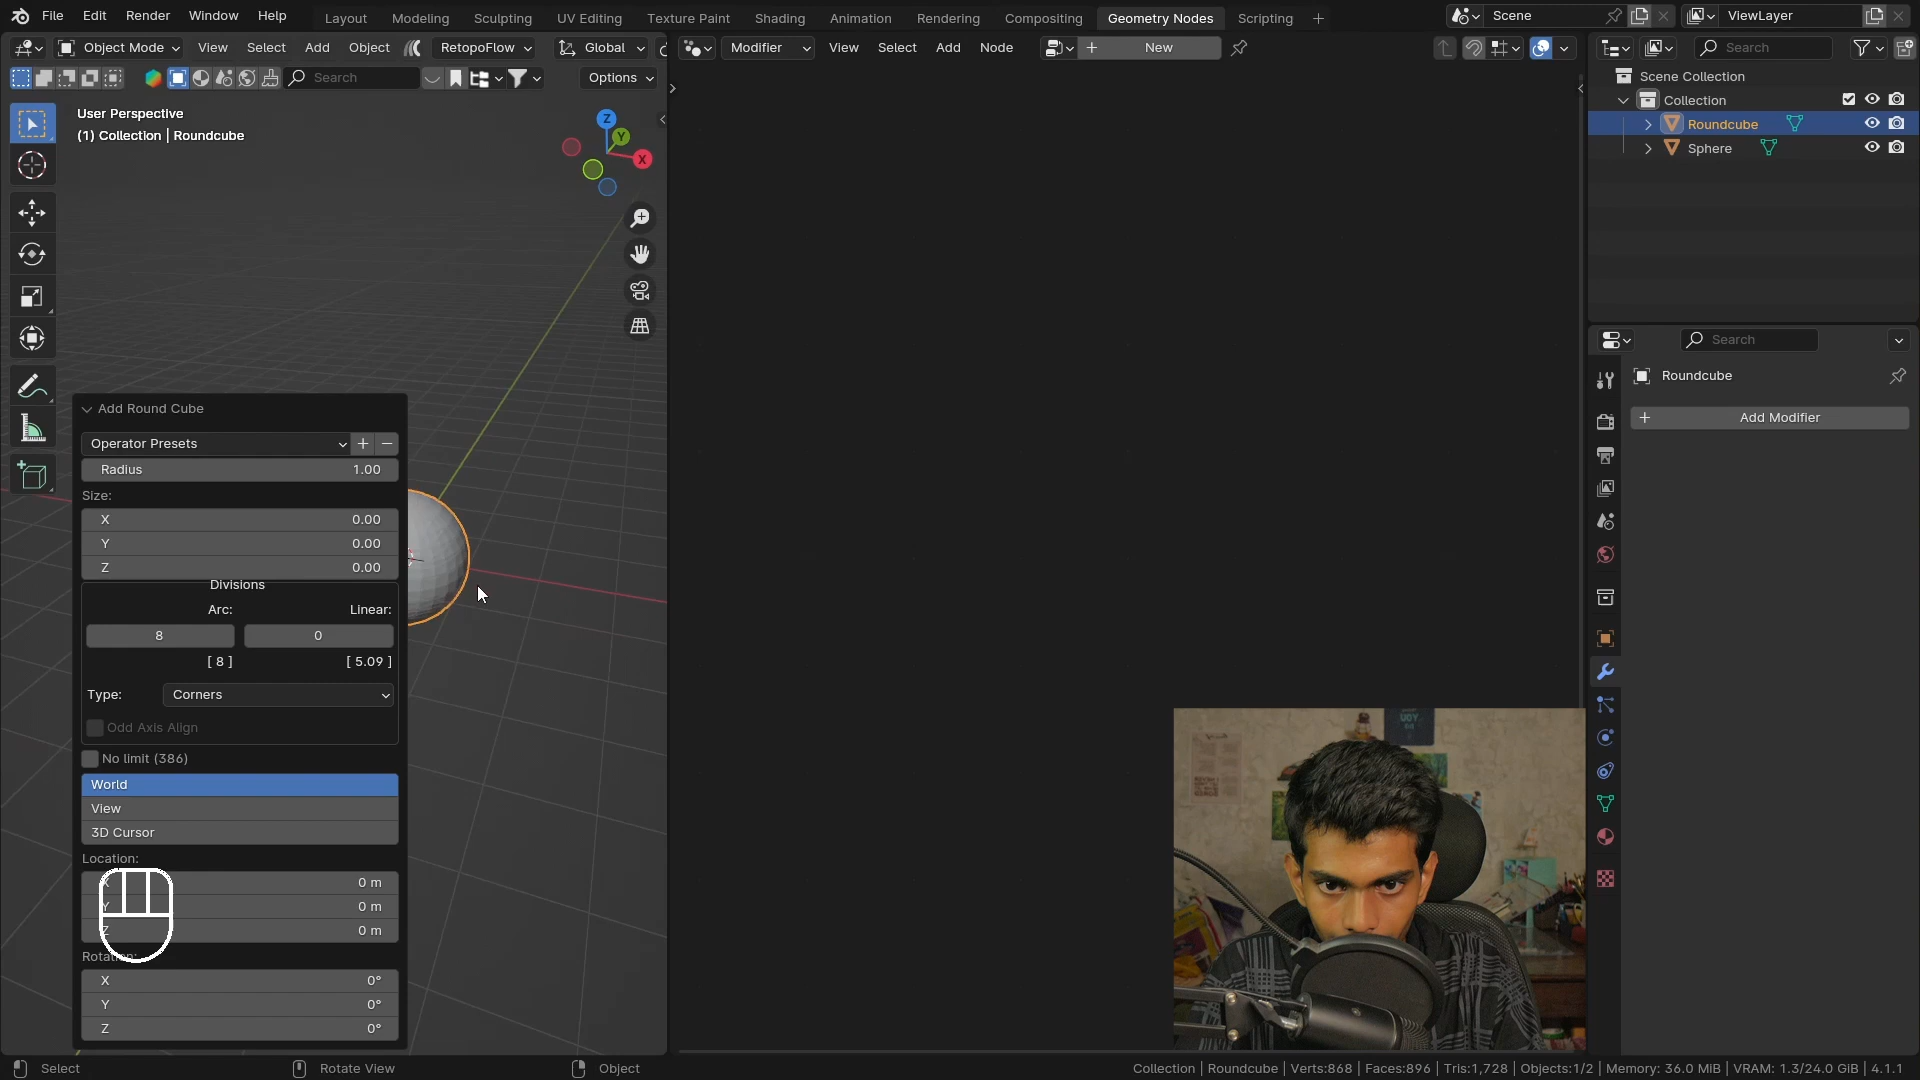 File Edit Render Window Help Layout Modeling Sculpting UV Editing Texture Paint Shading Animation Rendering Compositing Geometry Nodes Scripting Scene ViewLayer
Object Mode View Select Add Object RetopoFlow Global Modifier View Select Add Node New Search
Search Options
Scene Collection
Collection
Roundcube
Sphere
User Perspective
(1) Collection | Roundcube
Z
Y
X
Search
Roundcube
Add Modifier
Add Round Cube
Operator Presets
Radius 1.00
Size:
X 0.00
Y 0.00
Z 0.00
Divisions
Arc: Linear:
8 0
[ 8 ] [ 5.09 ]
Type: Corners
Odd Axis Align
No limit (386)
World
View
3D Cursor
Location:
X 0 m
Y 0 m
Z 0 m
Rotation:
X 0°
Y 0°
Z 0°
Select Rotate View Object Collection | Roundcube | Verts:868 | Faces:896 | Tris:1,728 | Objects:1/2 | Memory: 36.0 MiB | VRAM: 1.3/24.0 GiB | 4.1.1